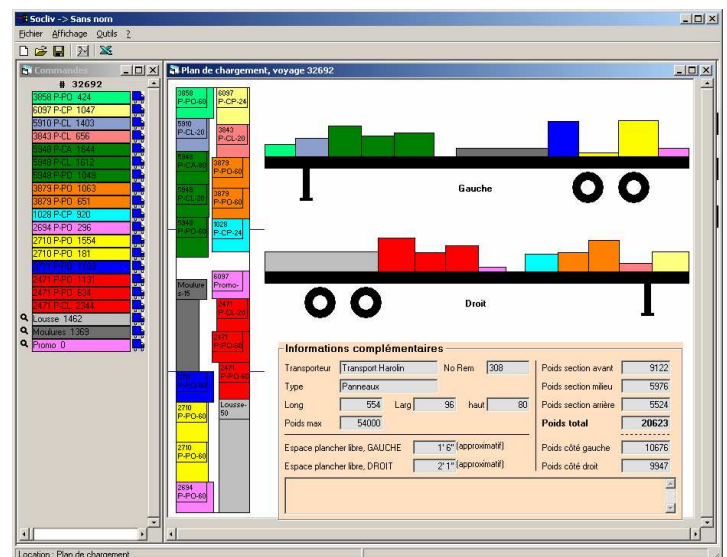 Socliv -> Sans nom
Fichier Affichage Outils ?
Commandes
# 32692
3858 P-PO 424
6097 P-CP 1047
5910 P-CL 1403
3843 P-CL 656
5948 P-CA 1644
5948 P-CL 1612
5948 P-PO 1049
3879 P-PO 1063
3879 P-PO 651
1028 P-CP 920
2694 P-PO 296
2710 P-PO 1554
2710 P-PO 181
2471 P-PO 1131
2471 P-PO 634
2471 P-CL 2344
Lousse 1462
Moulures 1369
Promo 0
Plan de chargement, voyage 32692
3858 P-PO-60
6097 P-CP-24
5910 P-CL-20
3843 P-CL-20
5948 P-CA-60
3879 P-PO-60
5948 P-CL-20
3879 P-PO-60
5948 P-PO-60
1028 P-CP-24
Moulure s-15
6097 Promo-
2471 P-CL-20
2471 P-PO-60
2471 P-PO-60
P-PO-60
Lousse- 50
2710 P-PO-60
2710 P-PO-60
2694 P-PO-60
Gauche
Droit
Informations complémentaires
Transporteur Transport Harolin No Rem 308
Type Panneaux
Long 554 Larg 96 haut 80
Poids max 54000
Espace plancher libre, GAUCHE 1' 6" (approximatif)
Espace plancher libre, DROIT 2' 1" (approximatif)
Poids section avant 9122
Poids section milieu 5976
Poids section arrière 5524
Poids total 20623
Poids côté gauche 10676
Poids côté droit 9947
Location : Plan de chargement